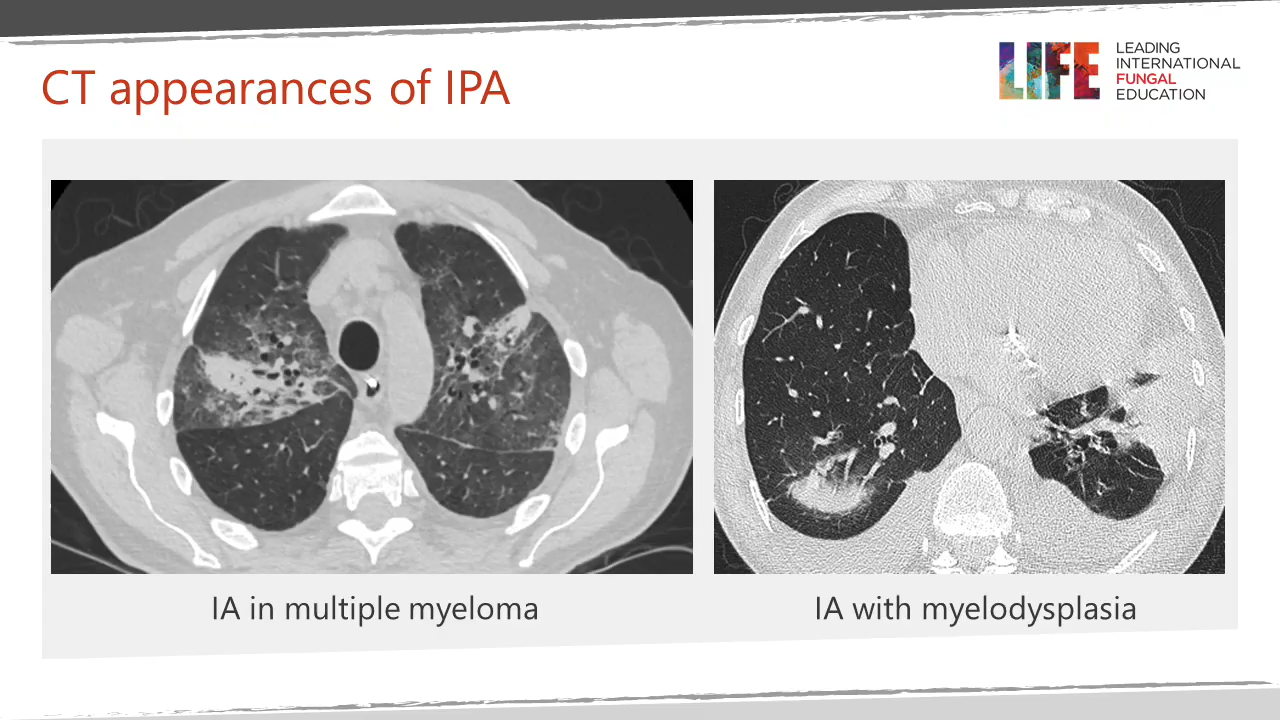 CT appearances of IPA
LIFE
LEADING
INTERNATIONAL
FUNGAL
EDUCATION
IA in multiple myeloma
IA with myelodysplasia